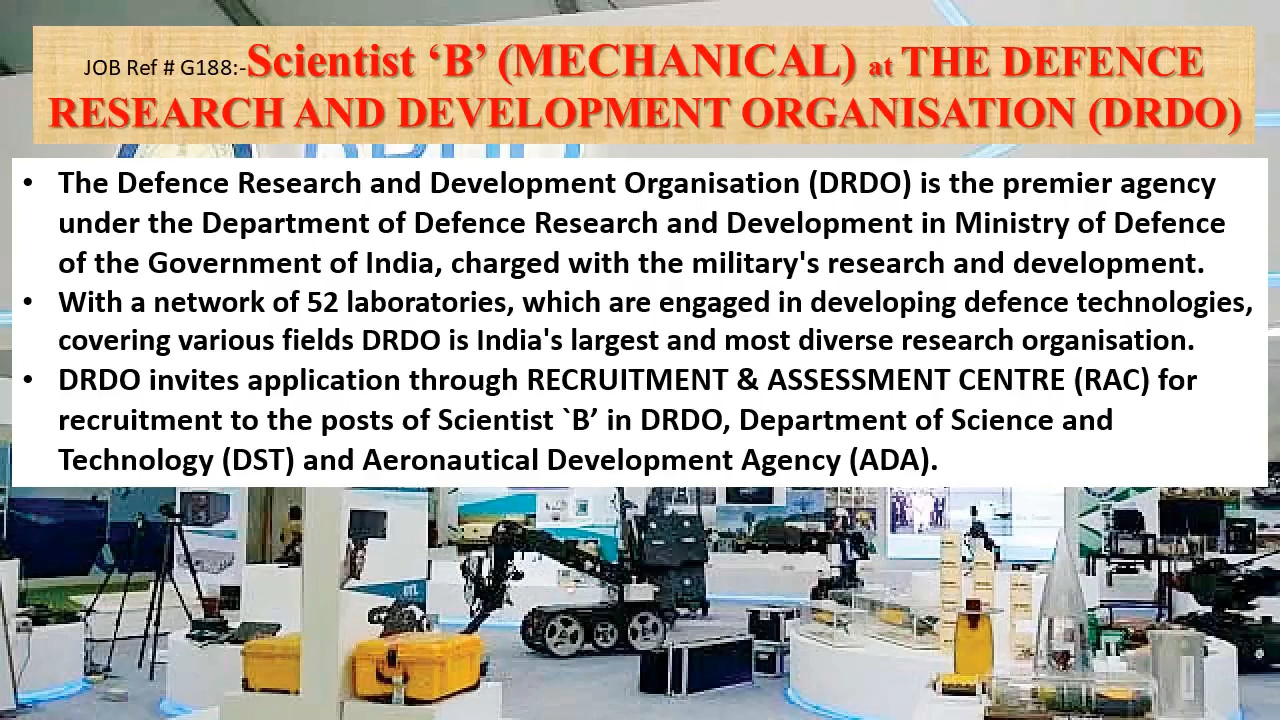 JOB Ref # G188:-Scientist ‘B’ (MECHANICAL) at THE DEFENCE
RESEARCH AND DEVELOPMENT ORGANISATION (DRDO)
• The Defence Research and Development Organisation (DRDO) is the premier agency
under the Department of Defence Research and Development in Ministry of Defence
of the Government of India, charged with the military's research and development.
• With a network of 52 laboratories, which are engaged in developing defence technologies,
covering various fields DRDO is India's largest and most diverse research organisation.
• DRDO invites application through RECRUITMENT & ASSESSMENT CENTRE (RAC) for
recruitment to the posts of Scientist `B’ in DRDO, Department of Science and
Technology (DST) and Aeronautical Development Agency (ADA).